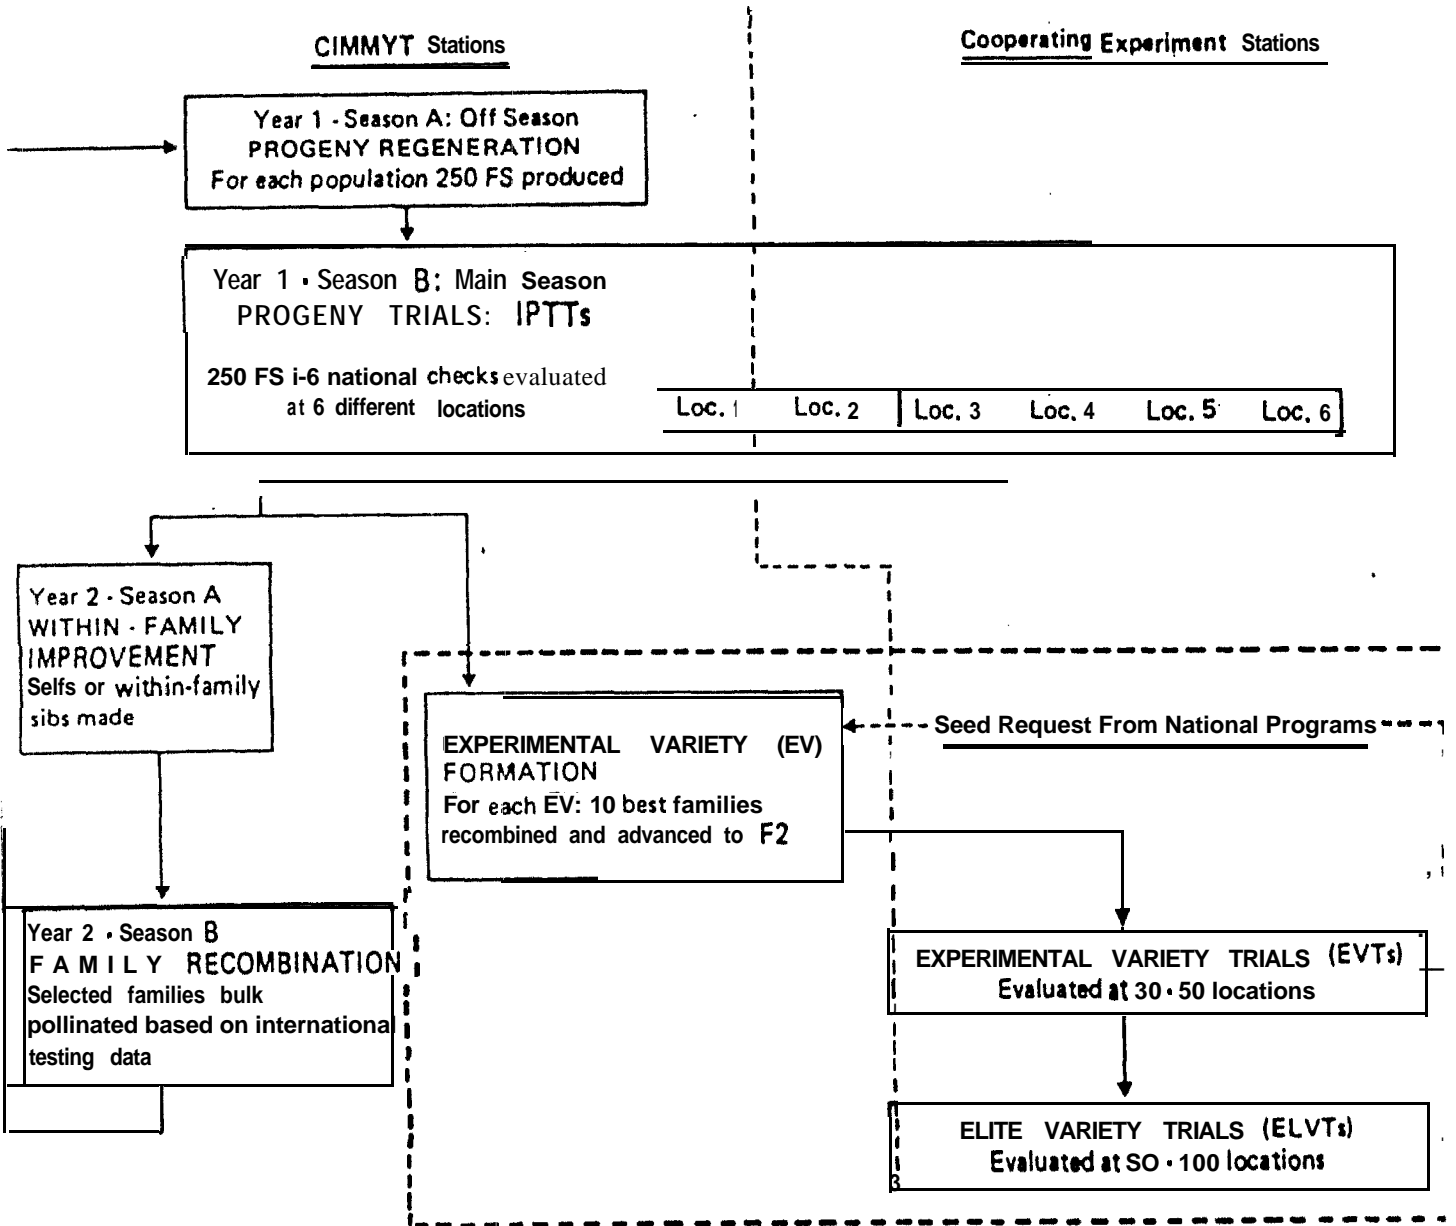 CIMMYT Stations
Cooperating Experiment Stations
Year 1 - Season A: Off Season
PROGENY REGENERATION
For each population 250 FS produced
Year 1 - Season B: Main Season
PROGENY TRIALS: IPTTs
250 FS i-6 national checks evaluated
at 6 different locations
Loc. 1 Loc. 2 Loc. 3 Loc. 4 Loc. 5 Loc. 6
Year 2 - Season A
WITHIN - FAMILY
IMPROVEMENT
Selfs or within-family
sibs made
Seed Request From National Programs
EXPERIMENTAL VARIETY (EV)
FORMATION
For each EV: 10 best families
recombined and advanced to F2
Year 2 - Season B
FAMILY RECOMBINATION
Selected families bulk
pollinated based on international
testing data
EXPERIMENTAL VARIETY TRIALS (EVTs)
Evaluated at 30 - 50 locations
ELITE VARIETY TRIALS (ELVTs)
Evaluated at SO - 100 locations
3